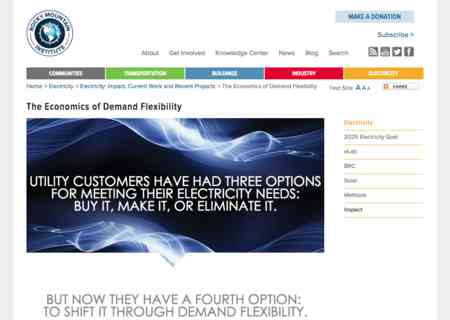 ROCKY MOUNTAIN
INSTITUTE
MAKE A DONATION
Subscribe >
About Get Involved Knowledge Center News Blog Search
COMMUNITIES TRANSPORTATION BUILDINGS INDUSTRY ELECTRICITY
Home > Electricity > Electricity: Impact, Current Work and Recent Projects > The Economics of Demand Flexibility
Text Size A A A
The Economics of Demand Flexibility
UTILITY CUSTOMERS HAVE HAD THREE OPTIONS
FOR MEETING THEIR ELECTRICITY NEEDS:
BUY IT, MAKE IT, OR ELIMINATE IT.
BUT NOW THEY HAVE A FOURTH OPTION:
TO SHIFT IT THROUGH DEMAND FLEXIBILITY.
Electricity
2025 Electricity Goal
eLab
BRC
Solar
Methods
Impact